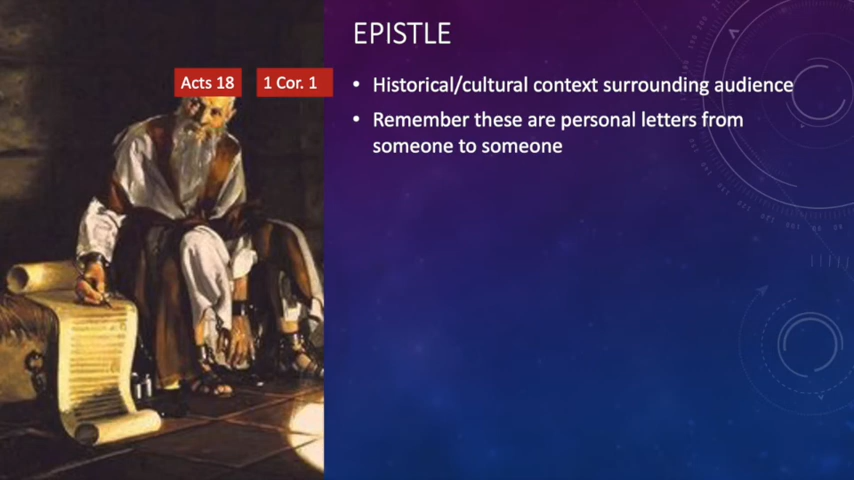 EPISTLE
Acts 18
1 Cor. 1
• Historical/cultural context surrounding audience
• Remember these are personal letters from
someone to someone